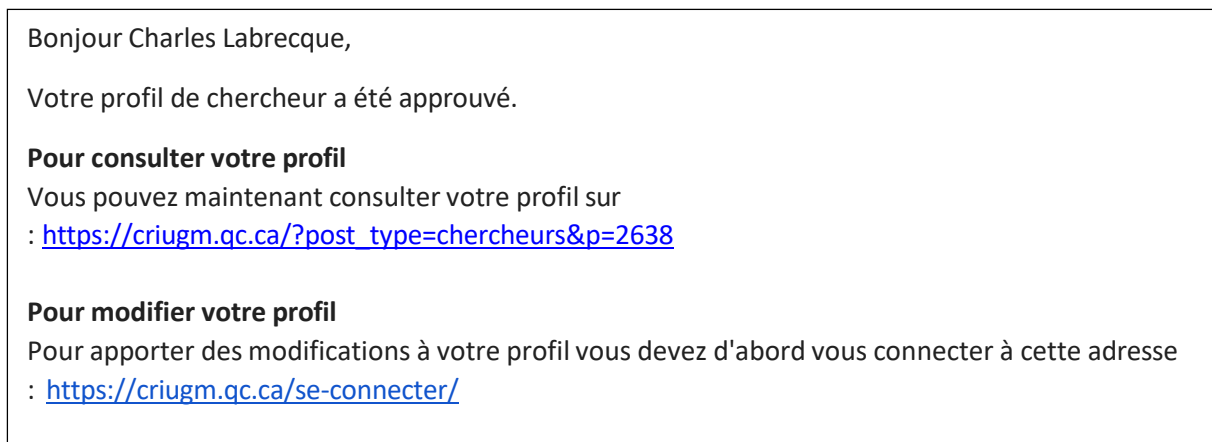 Bonjour Charles Labrecque,
Votre profil de chercheur a été approuvé.
Pour consulter votre profil
Vous pouvez maintenant consulter votre profil sur
: https://criugm.qc.ca/?post_type=chercheurs&p=2638
Pour modifier votre profil
Pour apporter des modifications à votre profil vous devez d'abord vous connecter à cette adresse
: https://criugm.qc.ca/se-connecter/